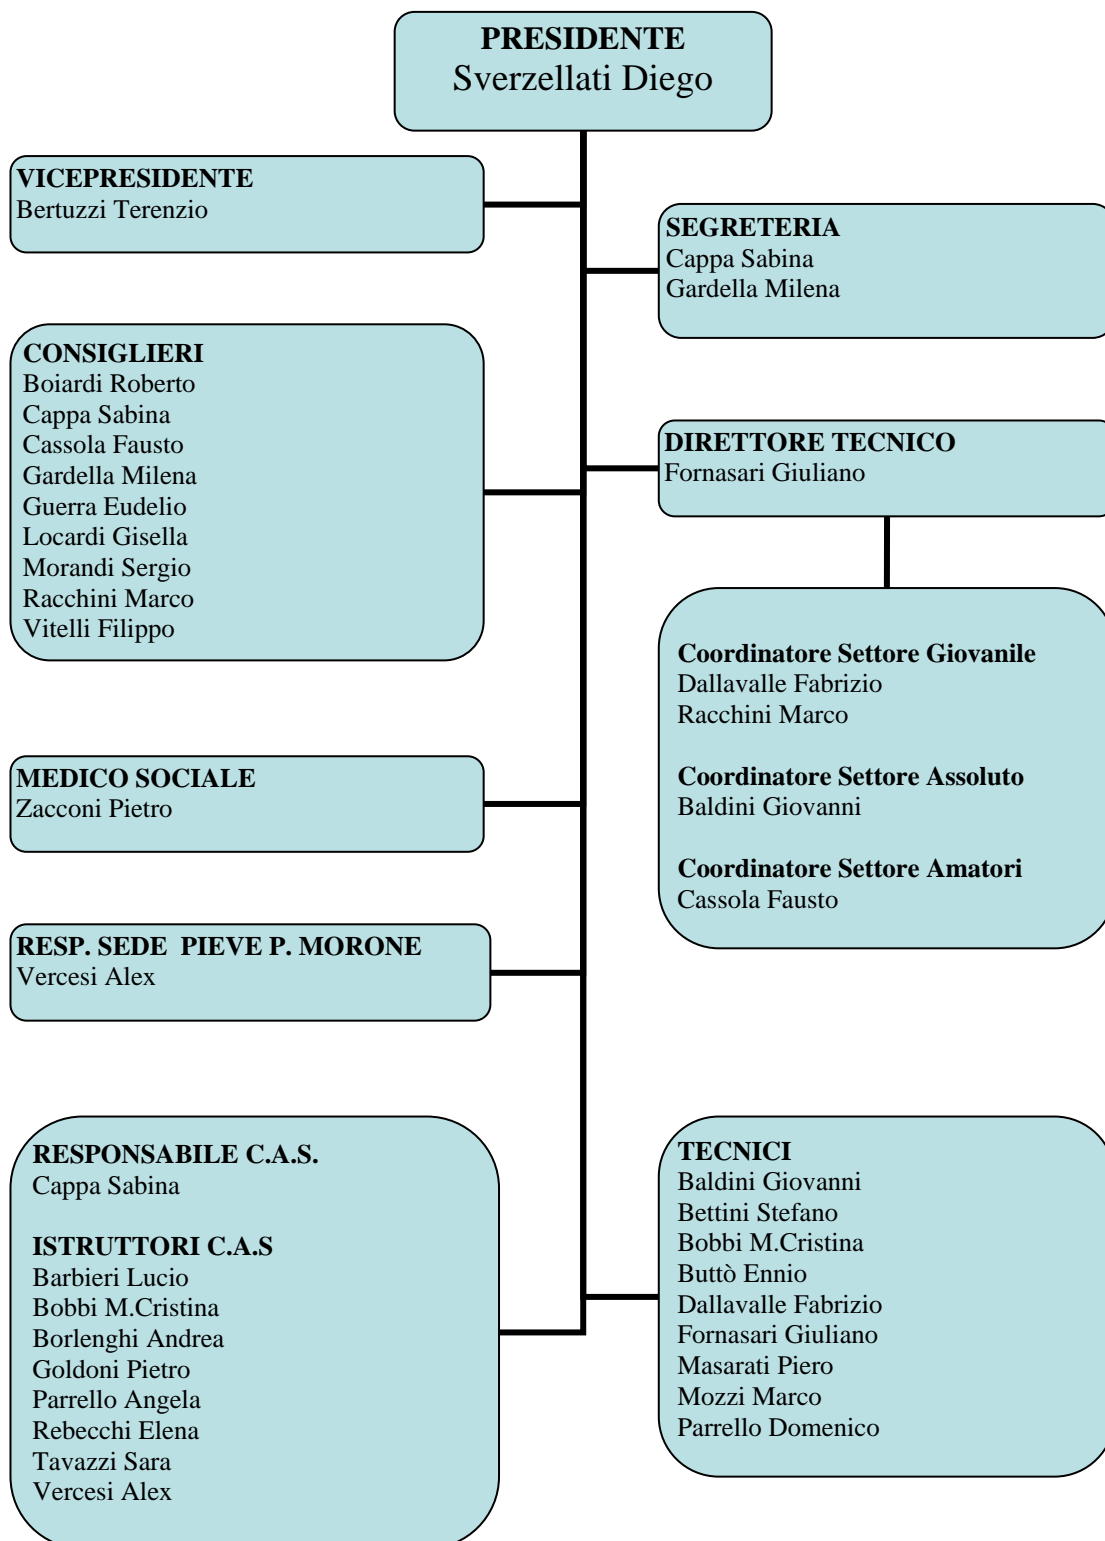 PRESIDENTE
Sverzellati Diego
VICEPRESIDENTE
Bertuzzi Terenzio
SEGRETERIA
Cappa Sabina
Gardella Milena
CONSIGLIERI
Boiardi Roberto
Cappa Sabina
Cassola Fausto
Gardella Milena
Guerra Eudelio
Locardi Gisella
Morandi Sergio
Racchini Marco
Vitelli Filippo
DIRETTORE TECNICO
Fornasari Giuliano
Coordinatore Settore Giovanile
Dallavalle Fabrizio
Racchini Marco
Coordinatore Settore Assoluto
Baldini Giovanni
Coordinatore Settore Amatori
Cassola Fausto
MEDICO SOCIALE
Zacconi Pietro
RESP. SEDE  PIEVE P. MORONE
Vercesi Alex
RESPONSABILE C.A.S.
Cappa Sabina
ISTRUTTORI C.A.S
Barbieri Lucio
Bobbi M.Cristina
Borlenghi Andrea
Goldoni Pietro
Parrello Angela
Rebecchi Elena
Tavazzi Sara
Vercesi Alex
TECNICI
Baldini Giovanni
Bettini Stefano
Bobbi M.Cristina
Buttò Ennio
Dallavalle Fabrizio
Fornasari Giuliano
Masarati Piero
Mozzi Marco
Parrello Domenico